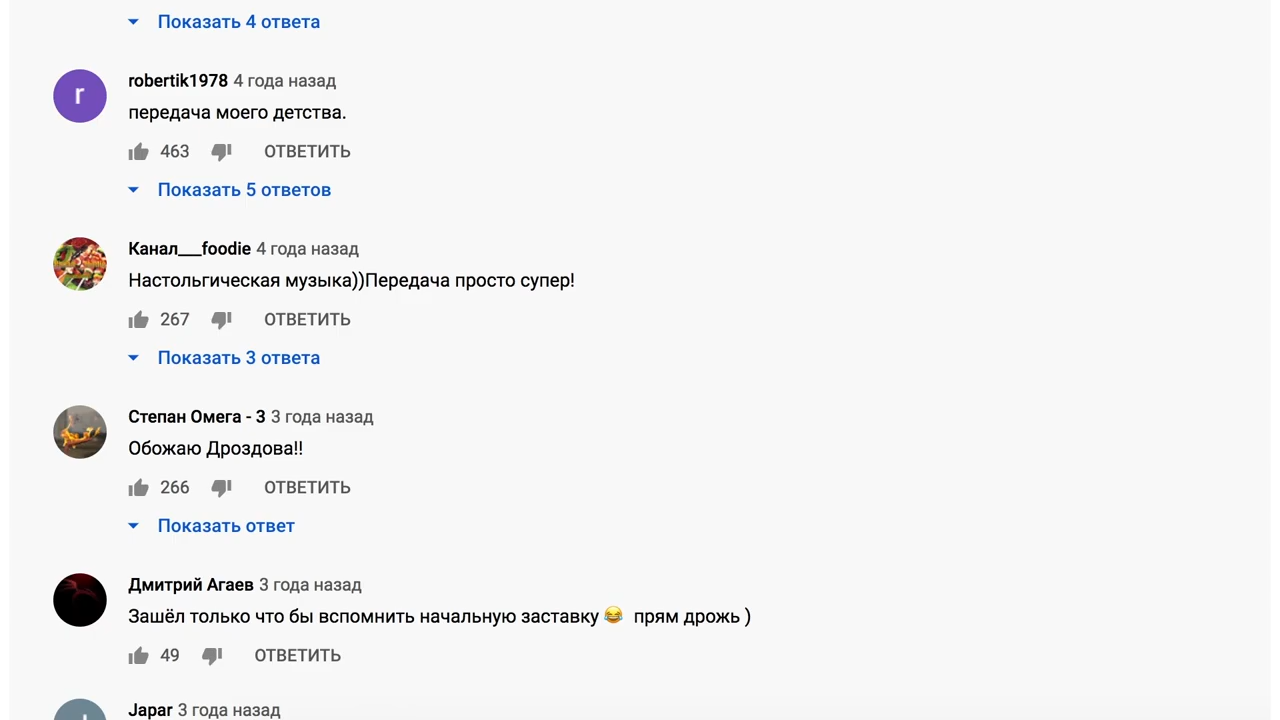 Показать 4 ответа
robertik1978 4 года назад
передача моего детства.
463 ОТВЕТИТЬ
Показать 5 ответов
Канал___foodie 4 года назад
Настольгическая музыка))Передача просто супер!
267 ОТВЕТИТЬ
Показать 3 ответа
Степан Омега - 3 3 года назад
Обожаю Дроздова!!
266 ОТВЕТИТЬ
Показать ответ
Дмитрий Агаев 3 года назад
Зашёл только что бы вспомнить начальную заставку 😂 прям дрожь )
49 ОТВЕТИТЬ
Japar 3 года назад
r